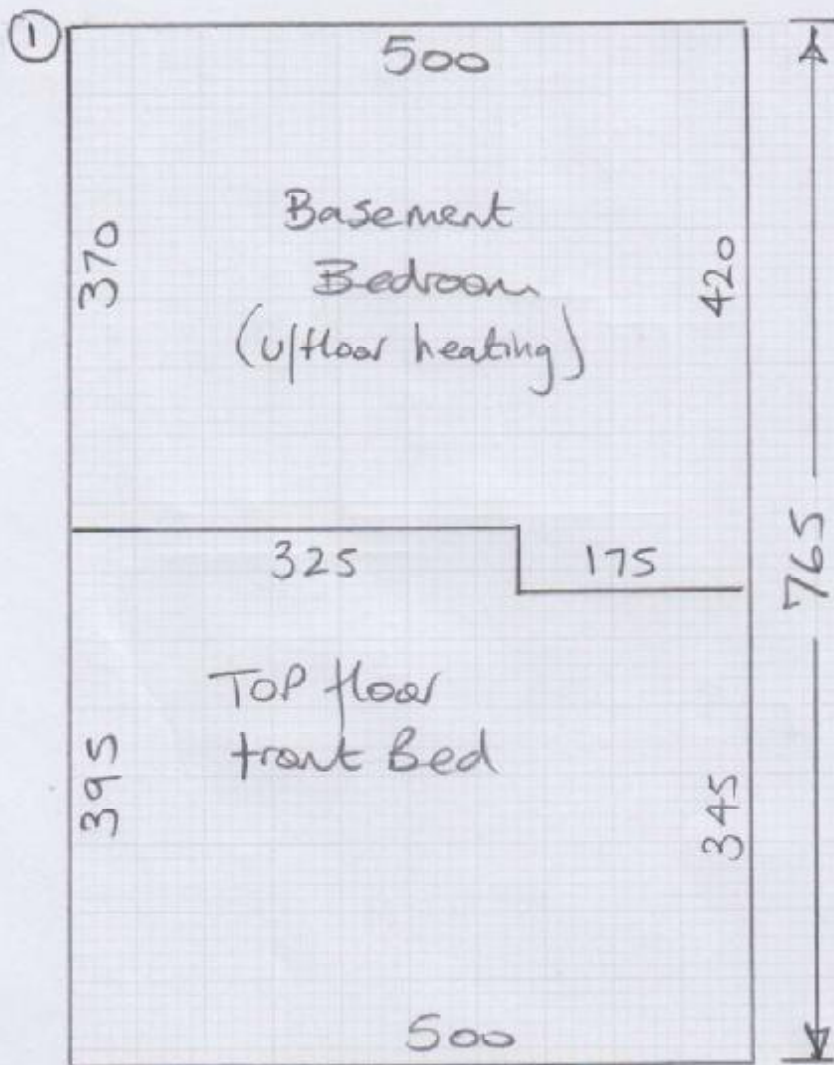 1
500
Basement
Bedroom
(u/floor heating)
370
420
325
175
765
TOP floor
front Bed
395
345
500